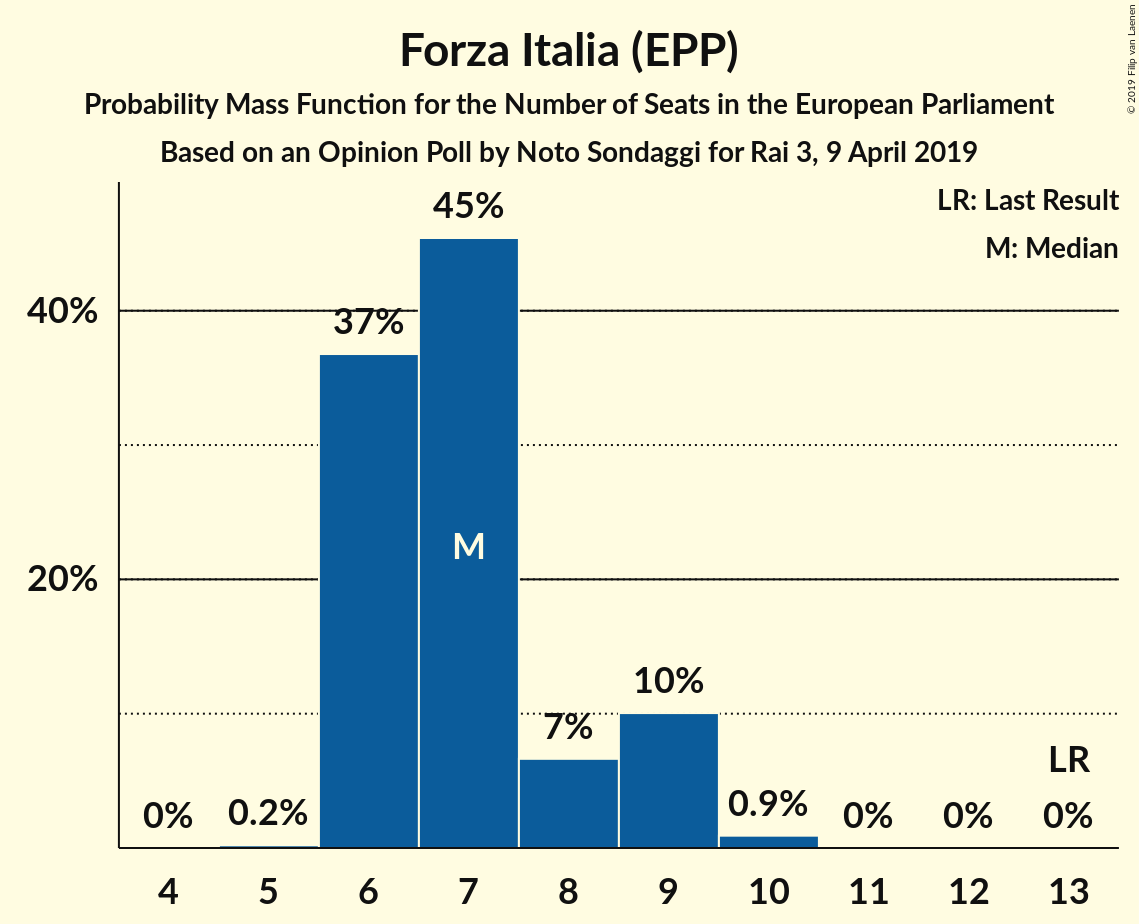 Forza Italia (EPP)
Probability Mass Function for the Number of Seats in the European Parliament
Based on an Opinion Poll by Noto Sondaggi for Rai 3, 9 April 2019
© 2019 Filip van Laenen
LR: Last Result
M: Median
45%
40%
37%
M
20%
10%
7%
LR
0%
0.2%
0.9%
0%
0%
0%
4
5
6
7
8
9
10
11
12
13